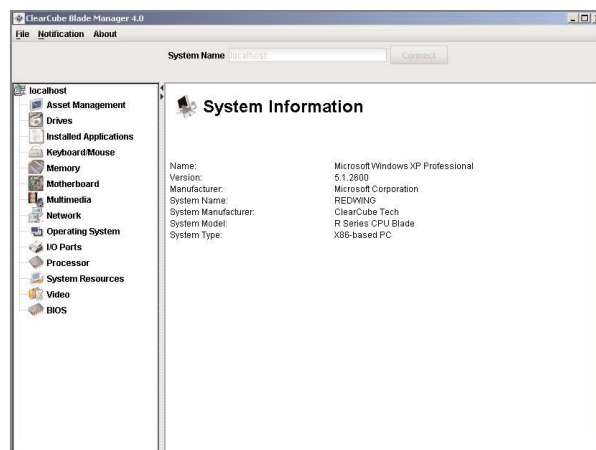 ClearCube Blade Manager 4.0
File Notification About
System Name localhost Connect
localhost
Asset Management
Drives
Installed Applications
Keyboard/Mouse
Memory
Motherboard
Multimedia
Network
Operating System
I/O Ports
Processor
System Resources
Video
BIOS
System Information
Name: Microsoft Windows XP Professional
Version: 5.1.2600
Manufacturer: Microsoft Corporation
System Name: REDWING
System Manufacturer: ClearCube Tech
System Model: R Series CPU Blade
System Type: X86-based PC